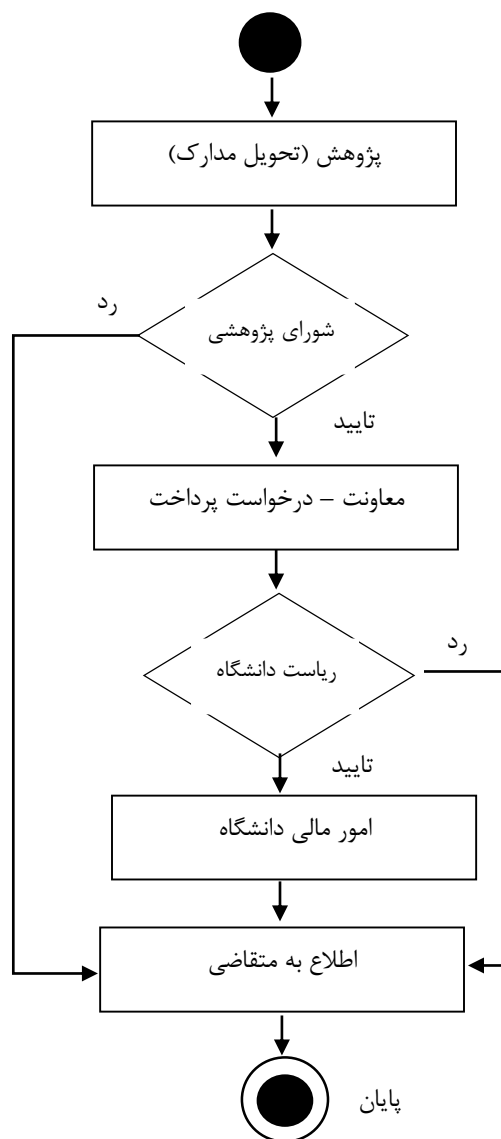 پژوهش (تحویل مدارک)
رد
شورای پژوهشی
تایید
معاونت – درخواست پرداخت
رد
ریاست دانشگاه
تایید
امور مالی دانشگاه
اطلاع به متقاضی
پایان